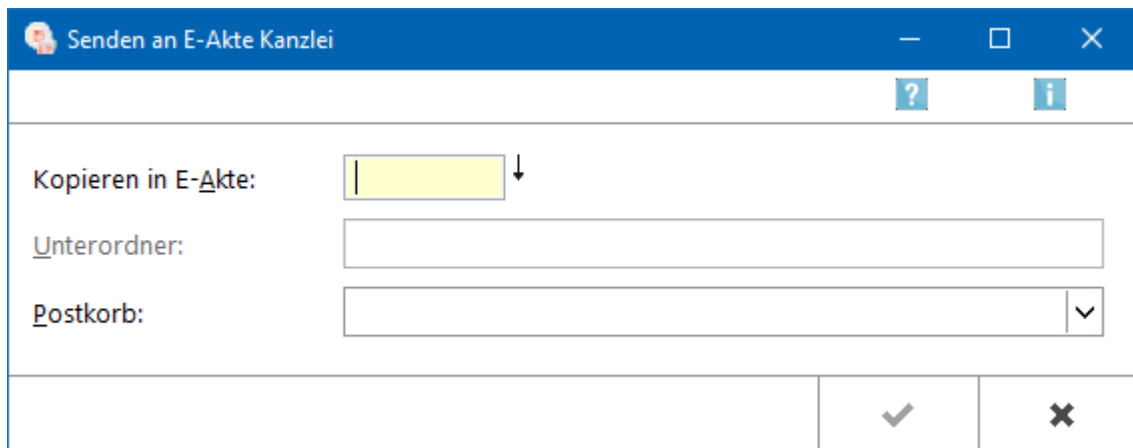 Senden an E-Akte Kanzlei
? i
Kopieren in E-Akte:
Unterordner:
Postkorb: